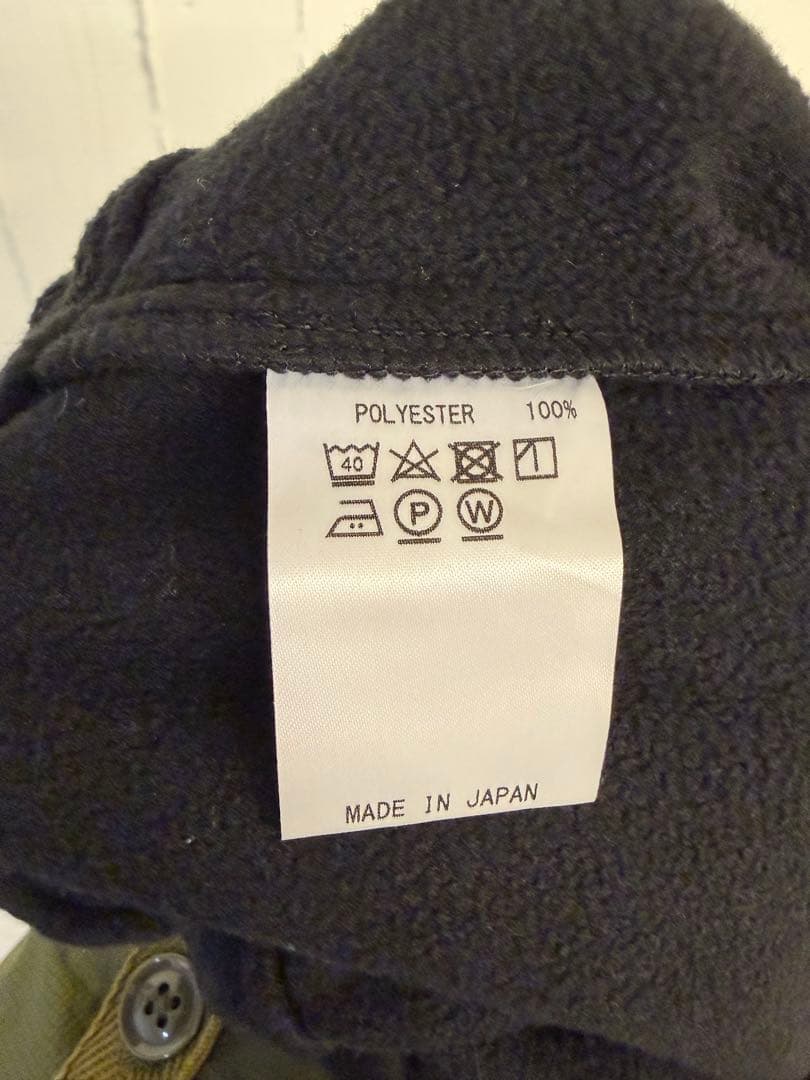 POLYESTER 100%
40
P W
MADE IN JAPAN